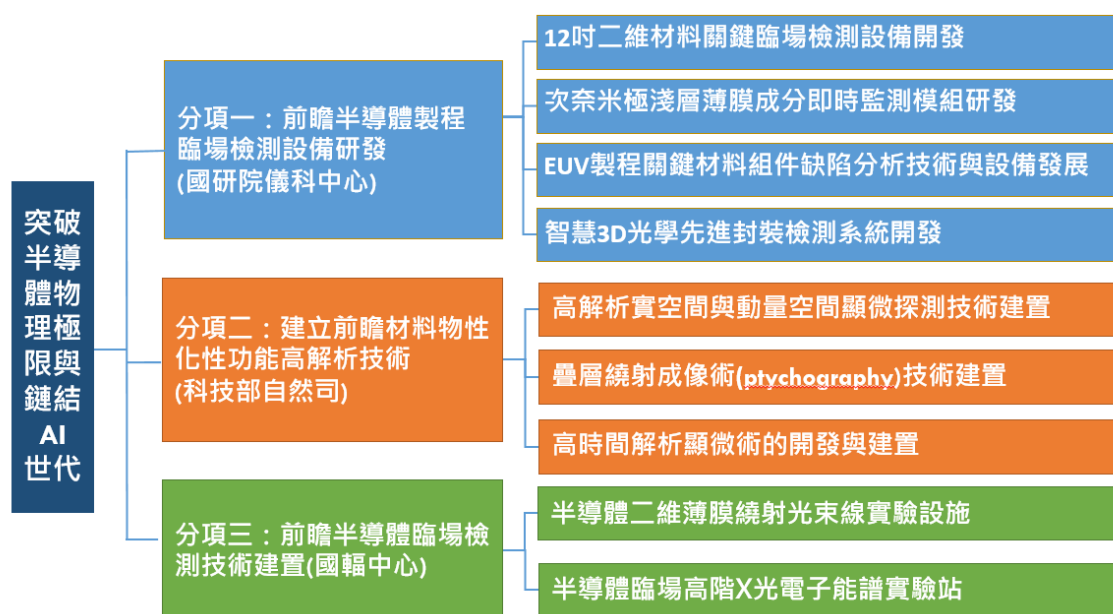 突破
半導
體物
理極
限與
鏈結
AI
世代
分項一：前瞻半導體製程
臨場檢測設備研發
(國研院儀科中心)
12吋二維材料關鍵臨場檢測設備開發
次奈米極淺層薄膜成分即時監測模組研發
EUV製程關鍵材料組件缺陷分析技術與設備發展
智慧3D光學先進封裝檢測系統開發
分項二：建立前瞻材料物性
化性功能高解析技術
(科技部自然司)
高解析實空間與動量空間顯微探測技術建置
疊層繞射成像術(ptychography)技術建置
高時間解析顯微術的開發與建置
分項三：前瞻半導體臨場檢
測技術建置(國輻中心)
半導體二維薄膜繞射光束線實驗設施
半導體臨場高階X光電子能譜實驗站